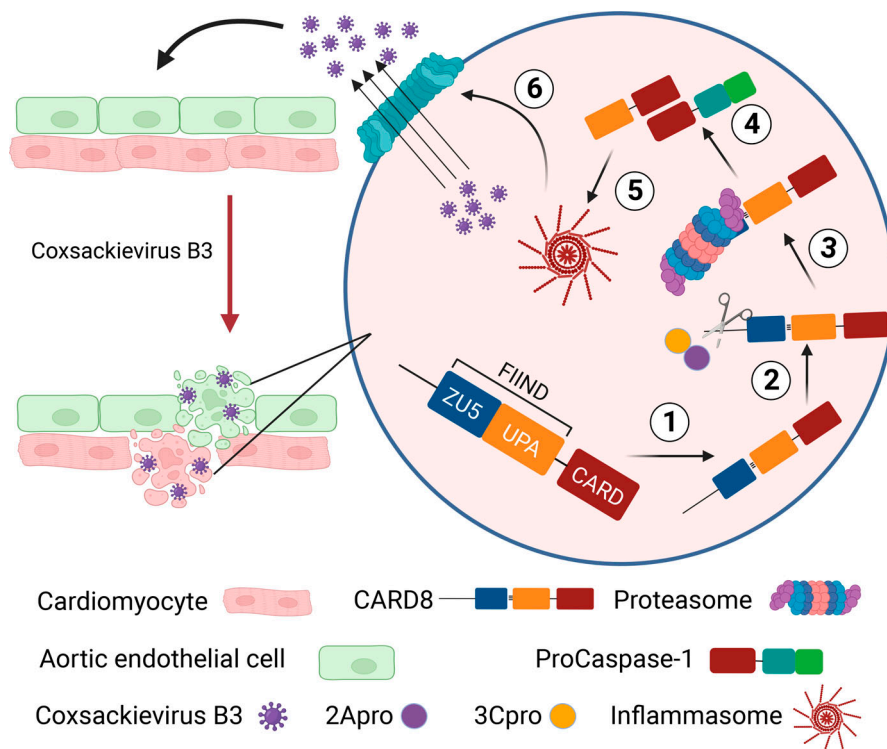 6
4
5
Coxsackievirus B3
3
2
FIIND
ZU5
UPA
CARD
1
Cardiomyocyte
CARD8
Proteasome
Aortic endothelial cell
ProCaspase-1
Coxsackievirus B3
2Apro
3Cpro
Inflammasome